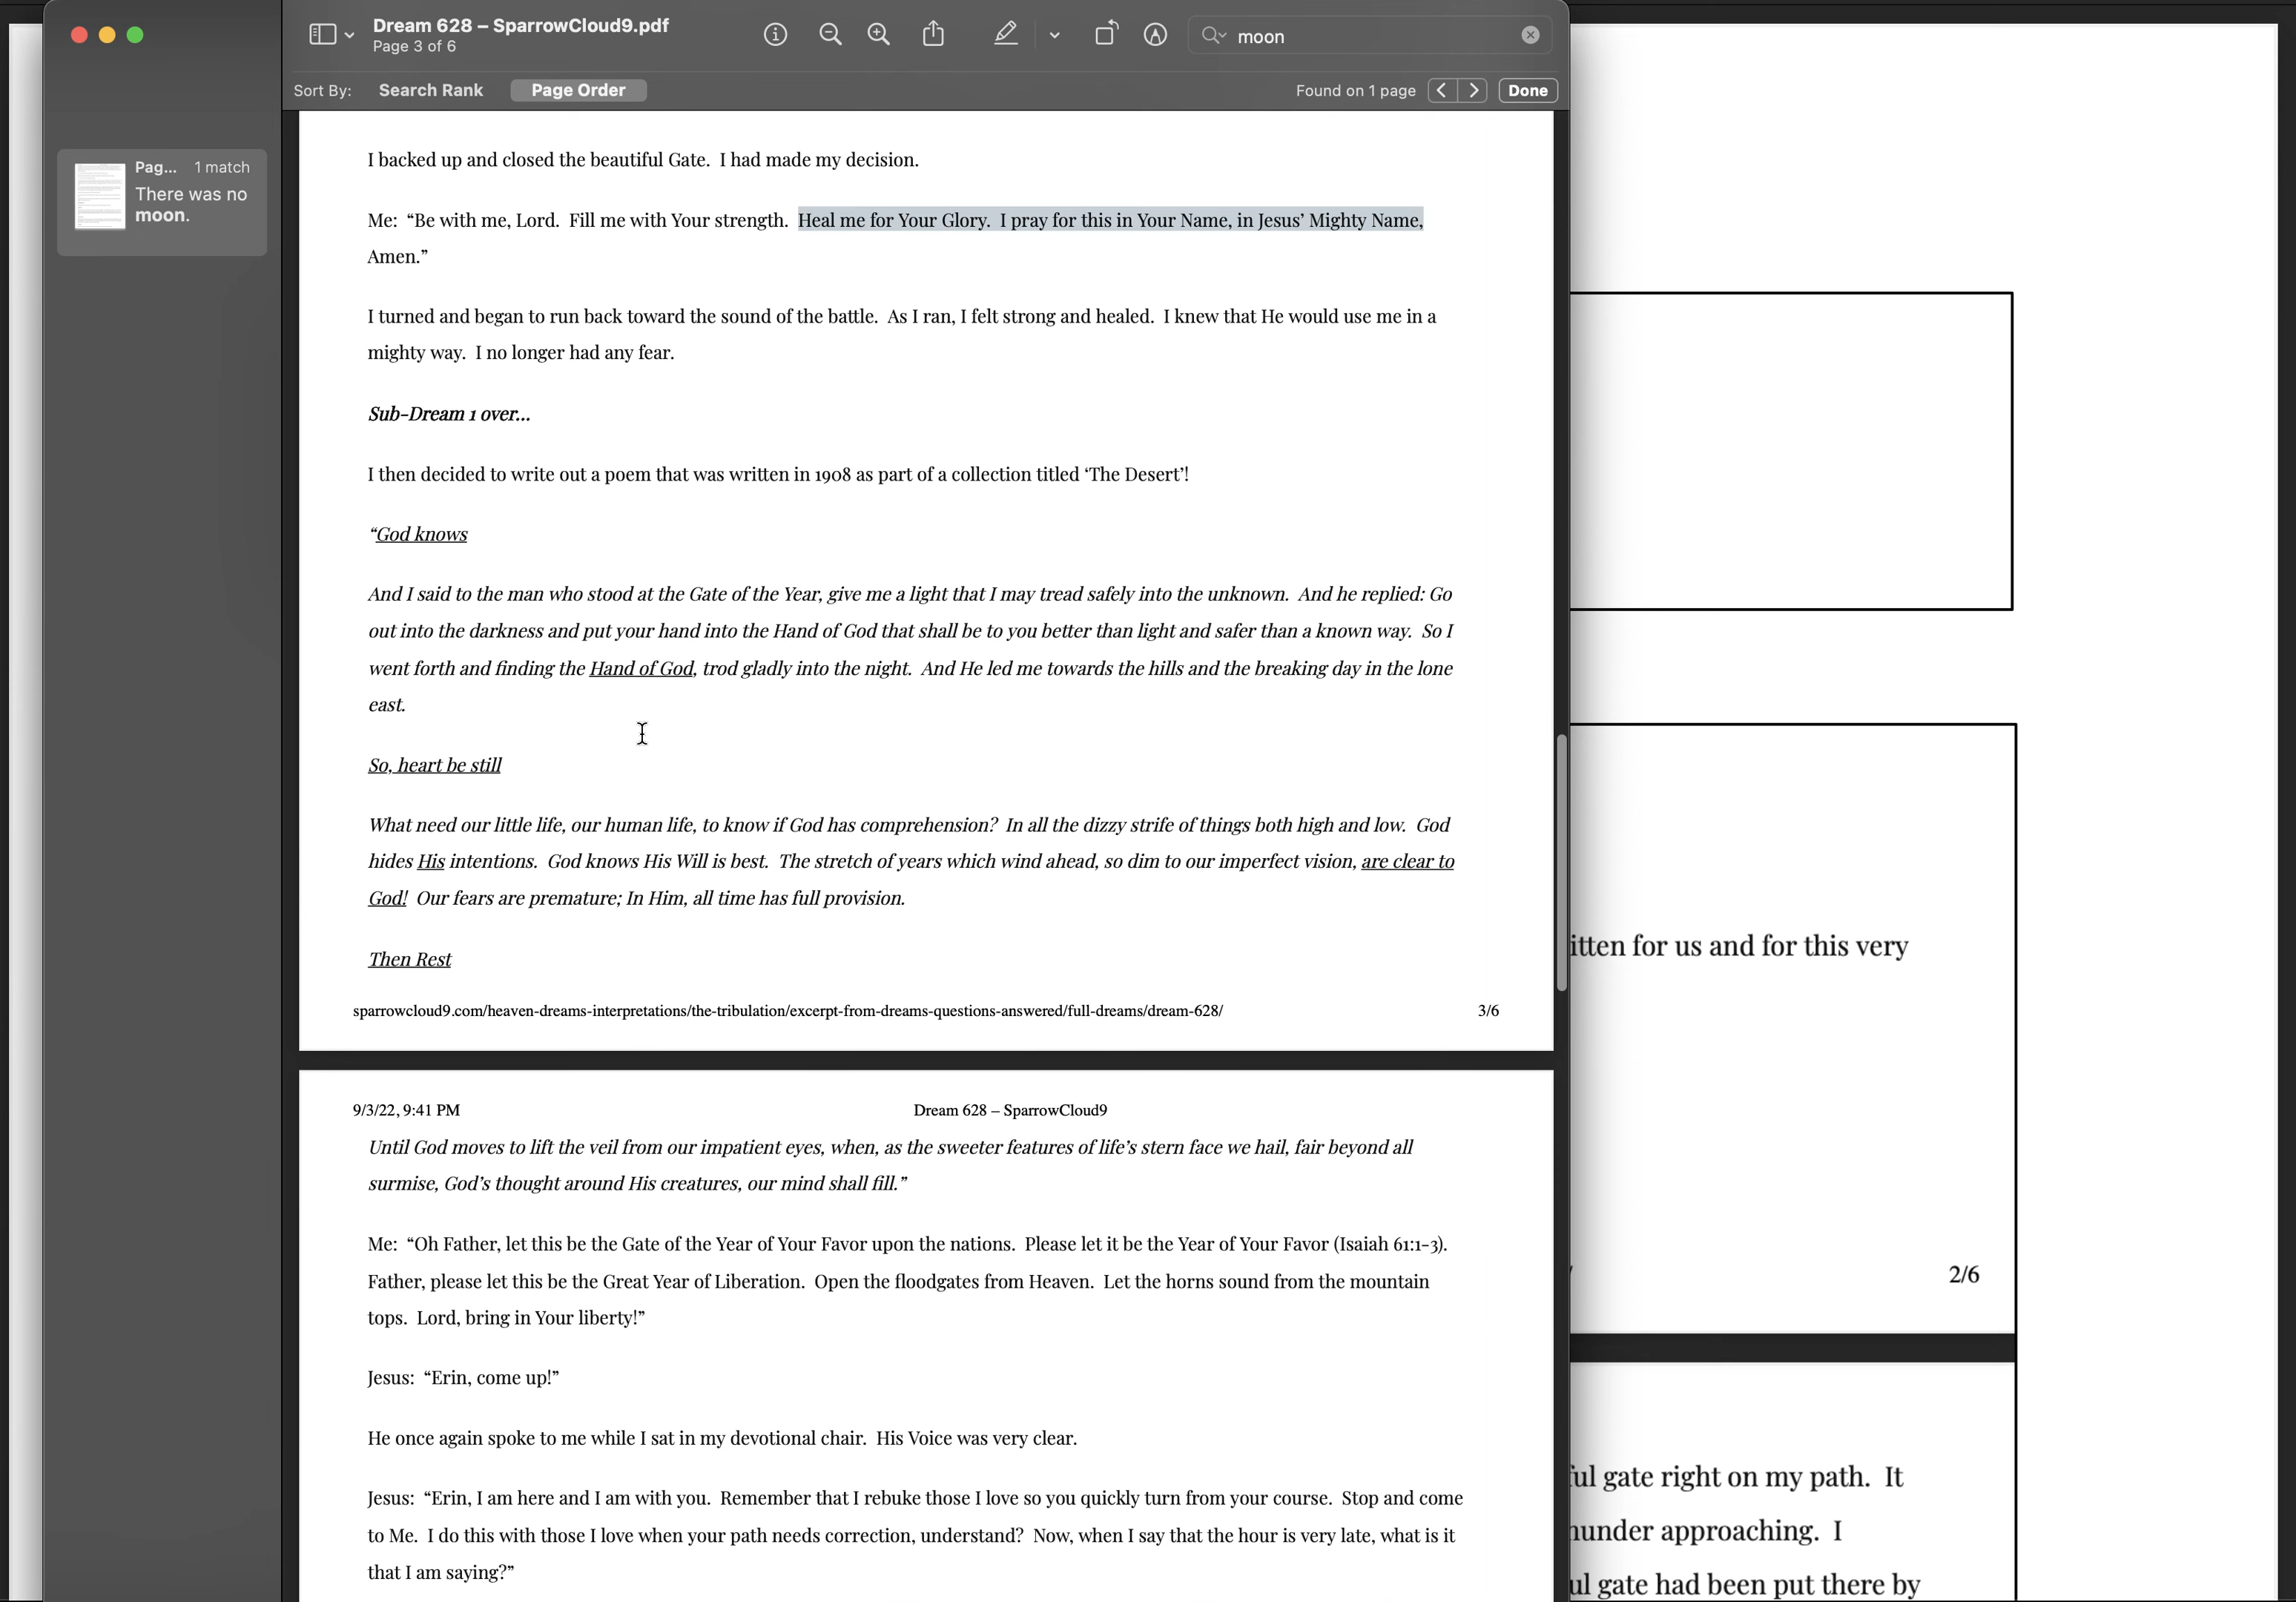 Dream 628 – SparrowCloud9.pdf
Page 3 of 6
moon
Sort By: Search Rank Page Order Found on 1 page Done
Pag... 1 match
There was no
moon.
I backed up and closed the beautiful Gate. I had made my decision.
Me: “Be with me, Lord. Fill me with Your strength. Heal me for Your Glory. I pray for this in Your Name, in Jesus’ Mighty Name,
Amen.”
I turned and began to run back toward the sound of the battle. As I ran, I felt strong and healed. I knew that He would use me in a
mighty way. I no longer had any fear.
Sub-Dream 1 over…
I then decided to write out a poem that was written in 1908 as part of a collection titled ‘The Desert’!
“God knows
And I said to the man who stood at the Gate of the Year, give me a light that I may tread safely into the unknown. And he replied: Go
out into the darkness and put your hand into the Hand of God that shall be to you better than light and safer than a known way. So I
went forth and finding the Hand of God, trod gladly into the night. And He led me towards the hills and the breaking day in the lone
east.
So, heart be still
What need our little life, our human life, to know if God has comprehension? In all the dizzy strife of things both high and low. God
hides His intentions. God knows His Will is best. The stretch of years which wind ahead, so dim to our imperfect vision, are clear to
God! Our fears are premature; In Him, all time has full provision.
Then Rest
sparrowcloud9.com/heaven-dreams-interpretations/the-tribulation/excerpt-from-dreams-questions-answered/full-dreams/dream-628/ 3/6
9/3/22, 9:41 PM Dream 628 – SparrowCloud9
Until God moves to lift the veil from our impatient eyes, when, as the sweeter features of life’s stern face we hail, fair beyond all
surmise, God’s thought around His creatures, our mind shall fill.”
Me: “Oh Father, let this be the Gate of the Year of Your Favor upon the nations. Please let it be the Year of Your Favor (Isaiah 61:1-3).
Father, please let this be the Great Year of Liberation. Open the floodgates from Heaven. Let the horns sound from the mountain
tops. Lord, bring in Your liberty!”
Jesus: “Erin, come up!”
He once again spoke to me while I sat in my devotional chair. His Voice was very clear.
Jesus: “Erin, I am here and I am with you. Remember that I rebuke those I love so you quickly turn from your course. Stop and come
to Me. I do this with those I love when your path needs correction, understand? Now, when I say that the hour is very late, what is it
that I am saying?”
itten for us and for this very
2/6
ful gate right on my path. It
hunder approaching. I
ul gate had been put there by